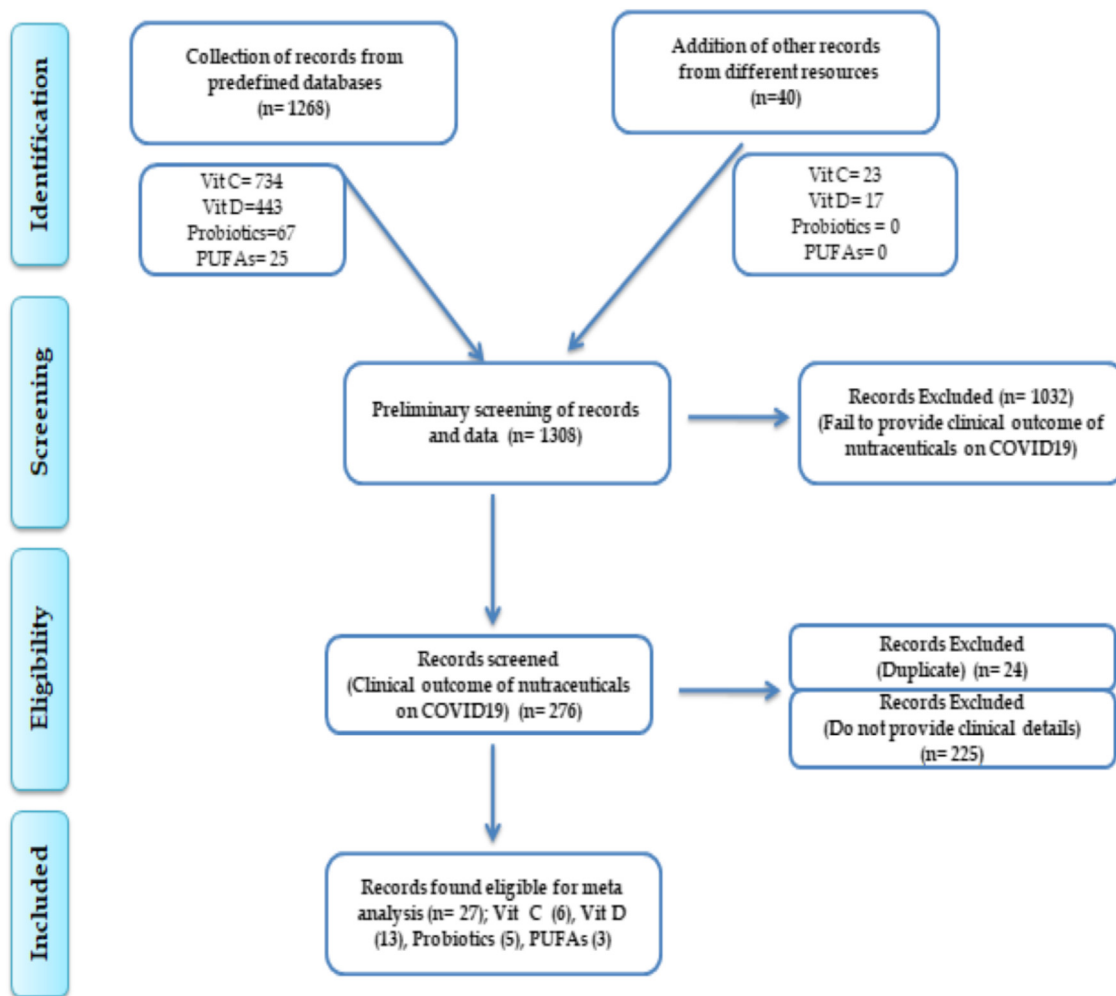 Identification
Collection of records from
predefined databases
(n= 1268)
Addition of other records
from different resources
(n=40)
Vit C= 734
Vit D=443
Probiotics=67
PUFAs= 25
Vit C= 23
Vit D= 17
Probiotics = 0
PUFAs= 0
Screening
Preliminary screening of records
and data (n= 1308)
Records Excluded (n= 1032)
(Fail to provide clinical outcome of
nutraceuticals on COVID19)
Eligibility
Records screened
(Clinical outcome of nutraceuticals
on COVID19) (n= 276)
Records Excluded
(Duplicate) (n= 24)
Records Excluded
(Do not provide clinical details)
(n= 225)
Included
Records found eligible for meta
analysis (n= 27); Vit C (6), Vit D
(13), Probiotics (5), PUFAs (3)